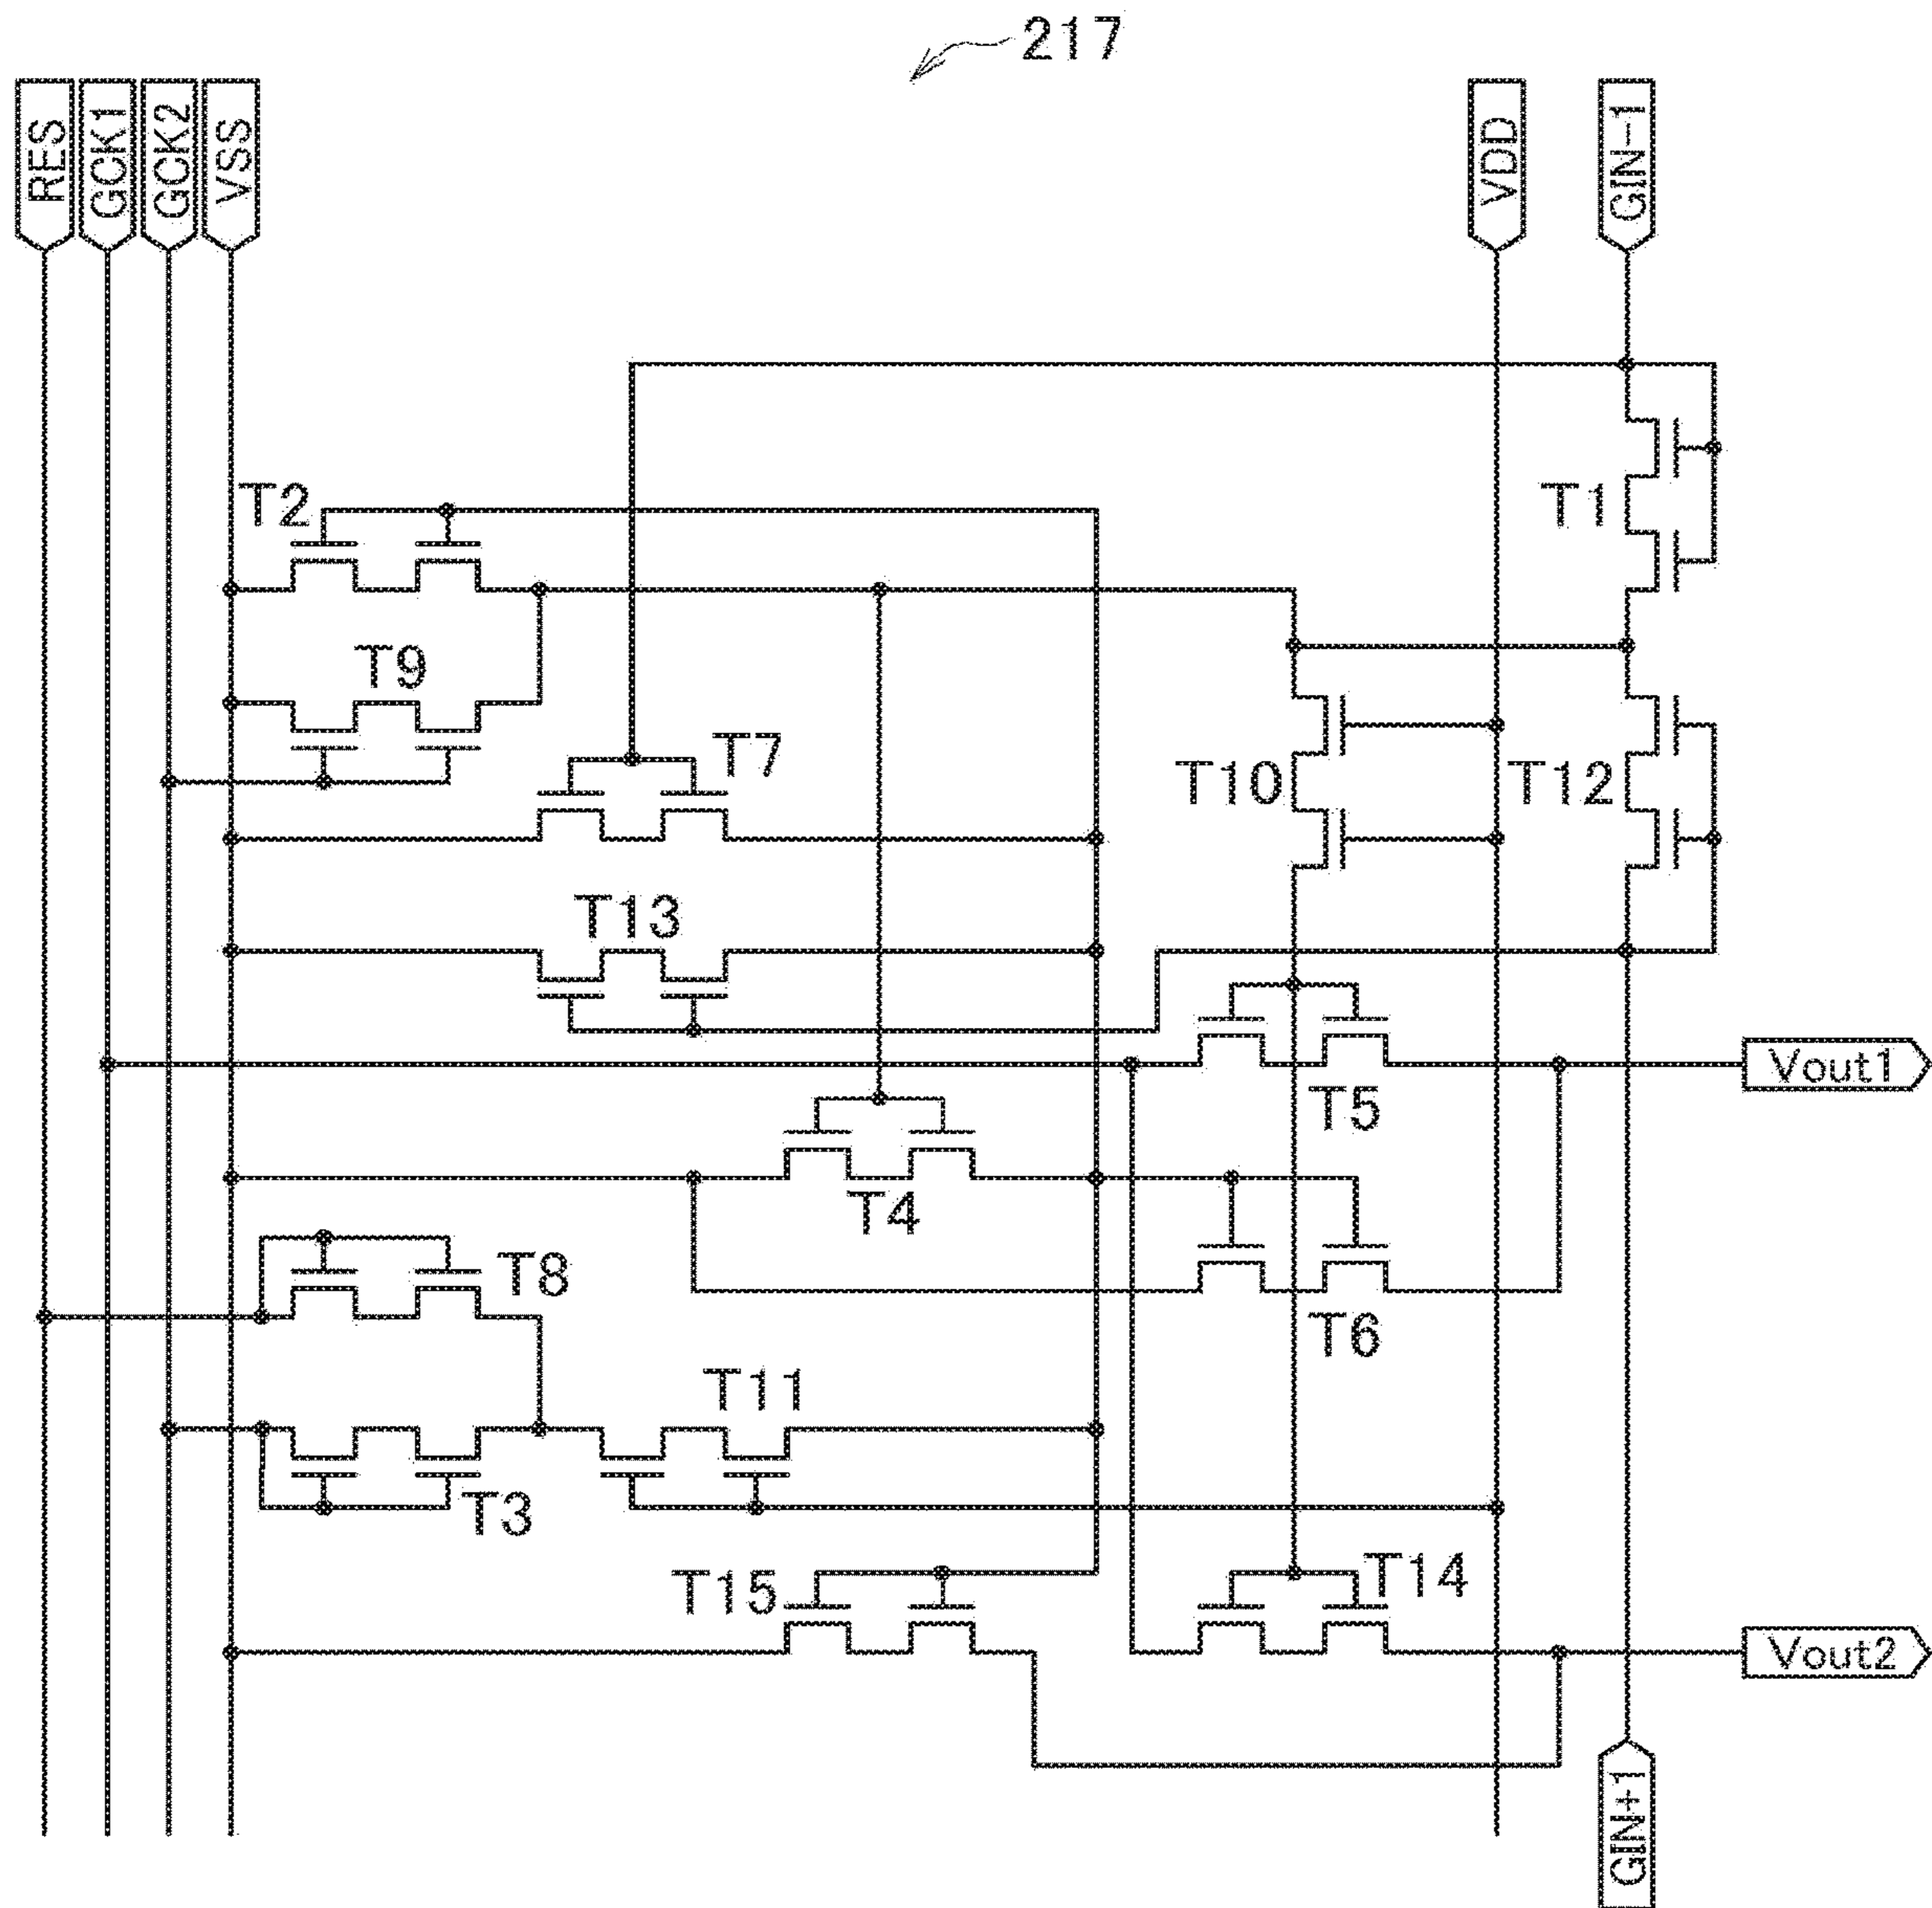 217
RES
GCK1
GCK2
VSS
VDD
GIN-1
T2
T1
T9
T7
T10
T12
T13
Vout1
T5
T4
T8
T6
T11
T3
T15
T14
Vout2
GIN+1